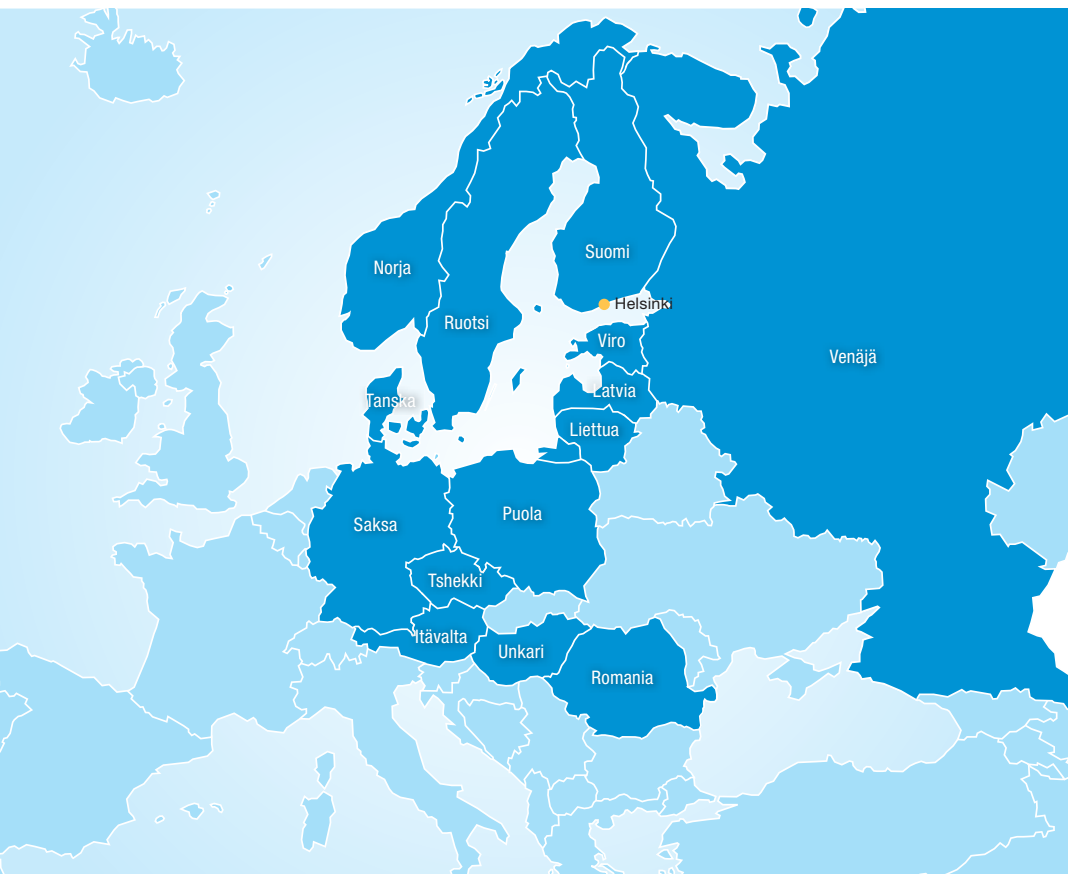 Suomi
Norja
Helsinki
Ruotsi
Viro
Venäjä
Latvia
Tanska
Liettua
Puola
Saksa
Tshekki
Itävalta
Unkari
Romania